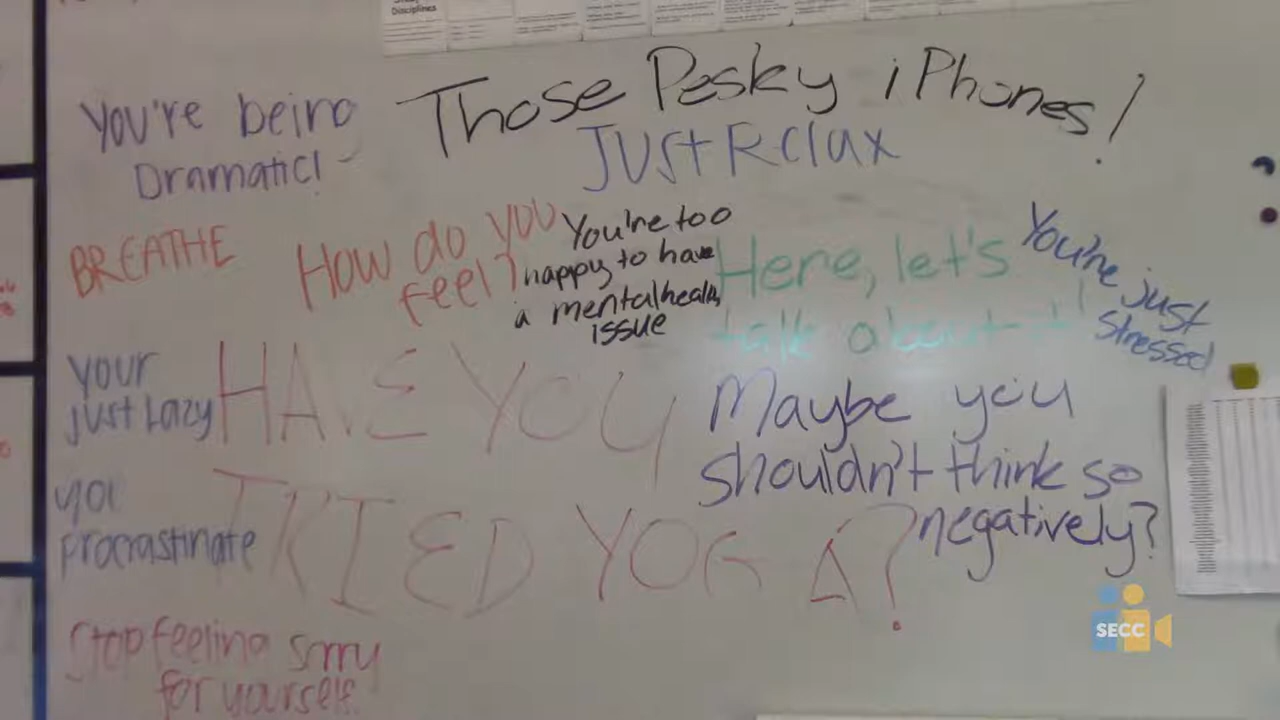 Disciplines
Those Pesky iPhones!
You're being
Dramatic!
Just Relax
BREATHE
How do you
feel?
You're too
happy to have
a mental health
issue
Here, let's
talk about it!
You're just
stressed
your
just Lazy
HAVE YOU
TRIED YOGA?
Maybe you
shouldn't think so
negatively?
you
procrastinate
Stop feeling sorry
for yourself.
SECC